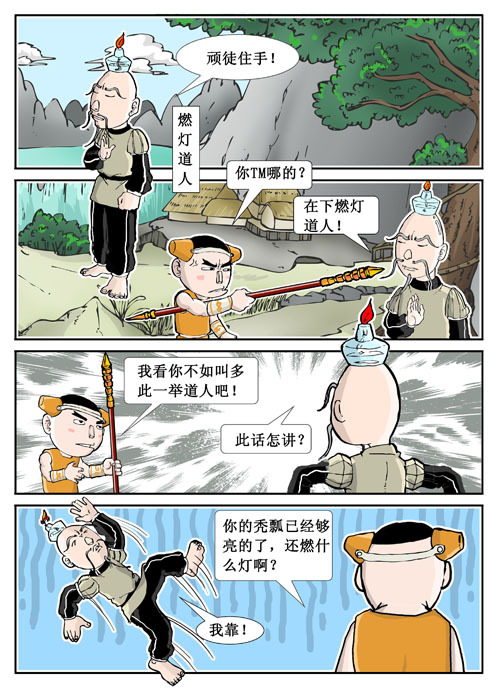 顽徒住手！
燃灯道人
你TM哪的？
在下燃灯
道人！
我看你不如叫多
此一举道人吧！
此话怎讲？
你的秃瓢已经够
亮的了，还燃什
么灯啊？
我靠！